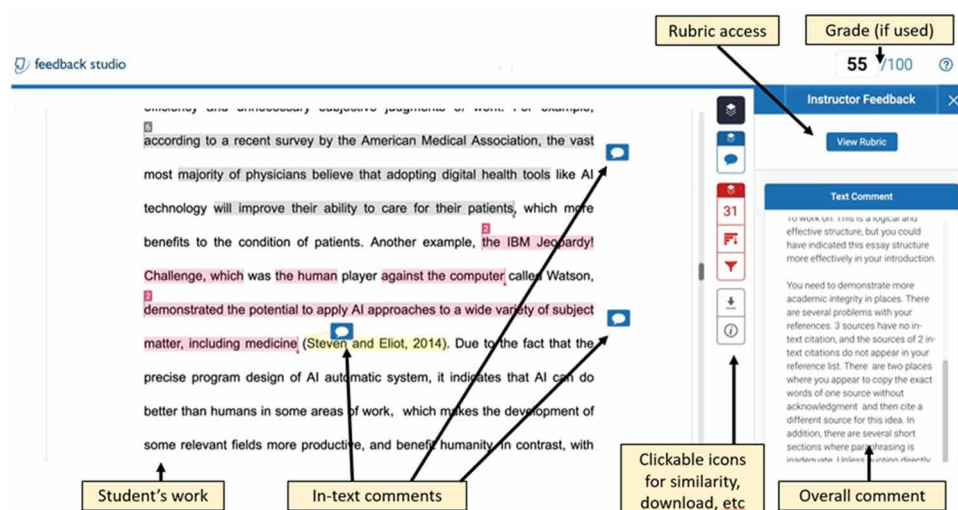 Rubric access
Grade (if used)
feedback studio
55 /100
Instructor Feedback
View Rubric
Text Comment
efficiency and unnecessary subjective judgments of work. For example,
6
according to a recent survey by the American Medical Association, the vast
most majority of physicians believe that adopting digital health tools like AI
technology will improve their ability to care for their patients, which more
2
benefits to the condition of patients. Another example, the IBM Jeopardy!
Challenge, which was the human player against the computer called Watson,
2
demonstrated the potential to apply AI approaches to a wide variety of subject
matter, including medicine (Steven and Eliot, 2014). Due to the fact that the
precise program design of AI automatic system, it indicates that AI can do
better than humans in some areas of work, which makes the development of
some relevant fields more productive, and benefit humanity. In contrast, with
31
to work on. This is a logical and
effective structure, but you could
have indicated this essay structure
more effectively in your introduction.
You need to demonstrate more
academic integrity in places. There
are several problems with your
references. 3 sources have no in-
text citation, and the sources of 2 in-
text citations do not appear in your
reference list. There are two places
where you appear to copy the exact
words of one source without
acknowledgment and then cite a
different source for this idea. In
addition, there are several short
sections where paraphrasing is
inadequate. Unless quoting directly
Student's work
In-text comments
Clickable icons
for similarity,
download, etc
Overall comment